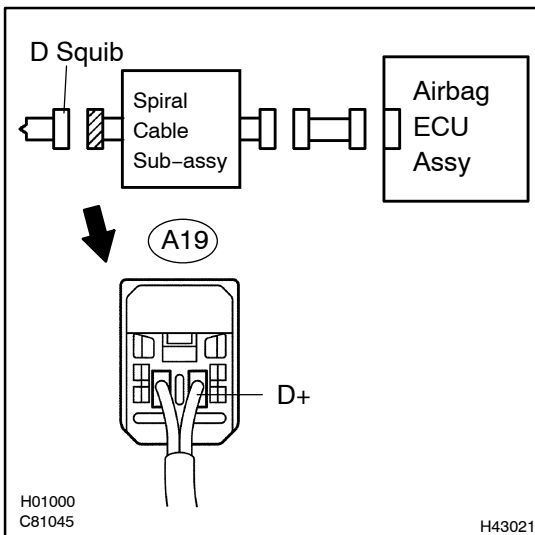 D Squib
Spiral
Cable
Sub−assy
Airbag
ECU
Assy
A19
D+
H01000
C81045
H43021